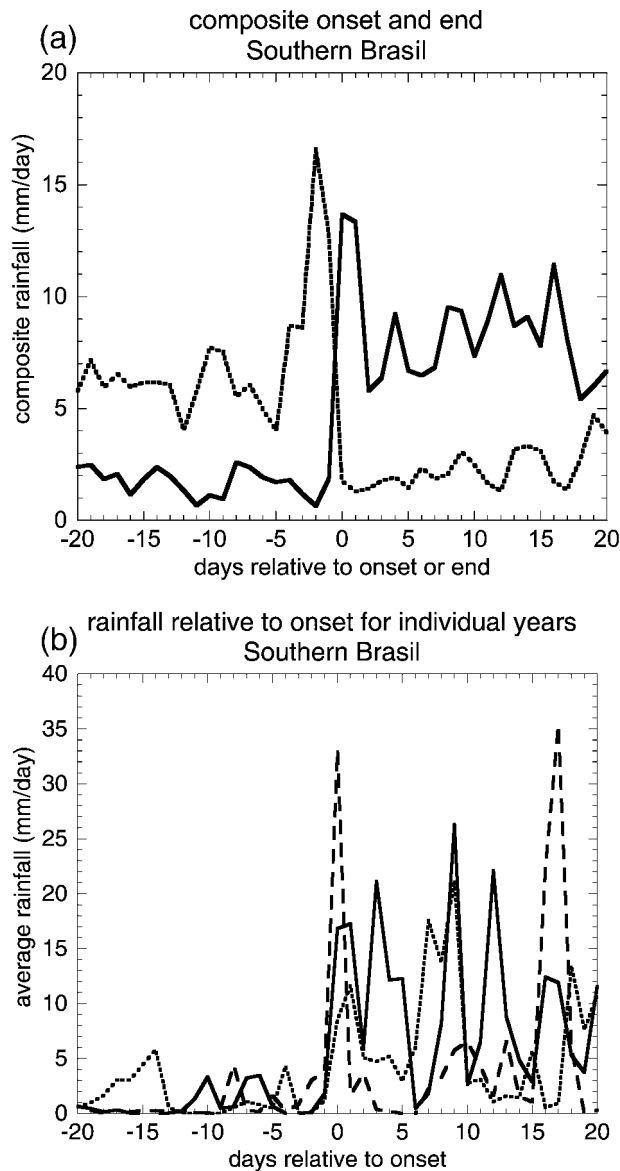 (a)
composite onset and end
Southern Brasil
20
15
10
5
0
composite rainfall (mm/day)
-20 -15 -10 -5 0 5 10 15 20
days relative to onset or end
(b)
rainfall relative to onset for individual years
Southern Brasil
40
35
30
25
20
15
10
5
0
average rainfall (mm/day)
-20 -15 -10 -5 0 5 10 15 20
days relative to onset